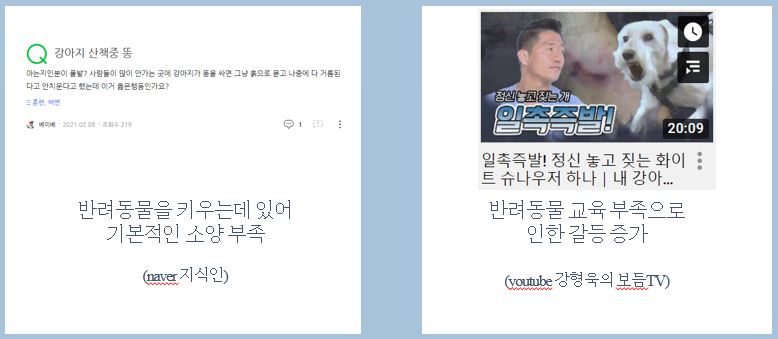 Q 강아지 산책중 똥
아는지인분이 풀밭? 사람들이 많이 안가는 곳에 강아지가 똥을 싸면 그냥 흙으로 묻고 나중에 다 거름된
다고 안치운다고 했는데 이거 옳은행동인가요?
훈련, 배변
베이베 · 2021.02.08 · 조회수 219
1
반려동물을 키우는데 있어
기본적인 소양 부족
(naver 지식인)
정신 놓고 짖는 개
일촉즉발!
20:09
일촉즉발! 정신 놓고 짖는 화이
트 슈나우저 하나 | 내 강아...
반려동물 교육 부족으로
인한 갈등 증가
(youtube 강형욱의 보듬TV)